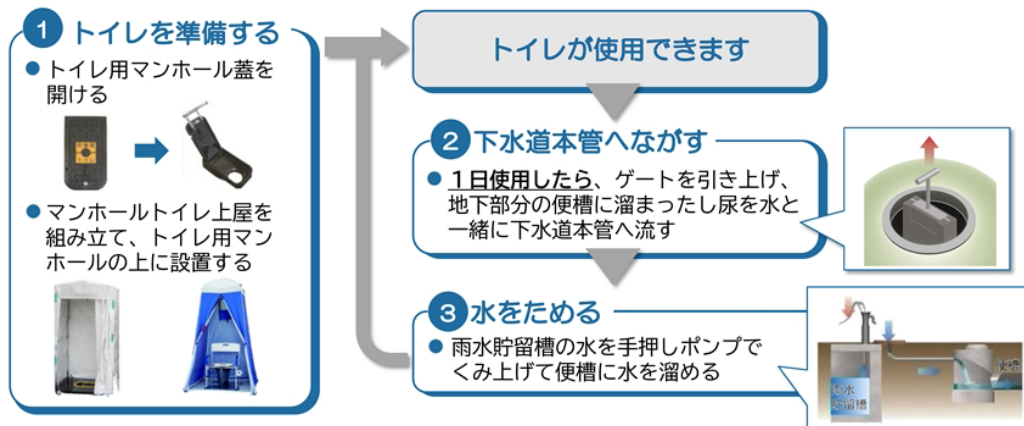 1 トイレを準備する
● トイレ用マンホール蓋を
開ける
● マンホールトイレ上屋を
組み立て、トイレ用マン
ホールの上に設置する
トイレが使用できます
2 下水道本管へながす
● １日使用したら、ゲートを引き上げ、
地下部分の便槽に溜まったし尿を水と
一緒に下水道本管へ流す
3 水をためる
● 雨水貯留槽の水を手押しポンプで
くみ上げて便槽に水を溜める
雨水
貯留槽
便槽